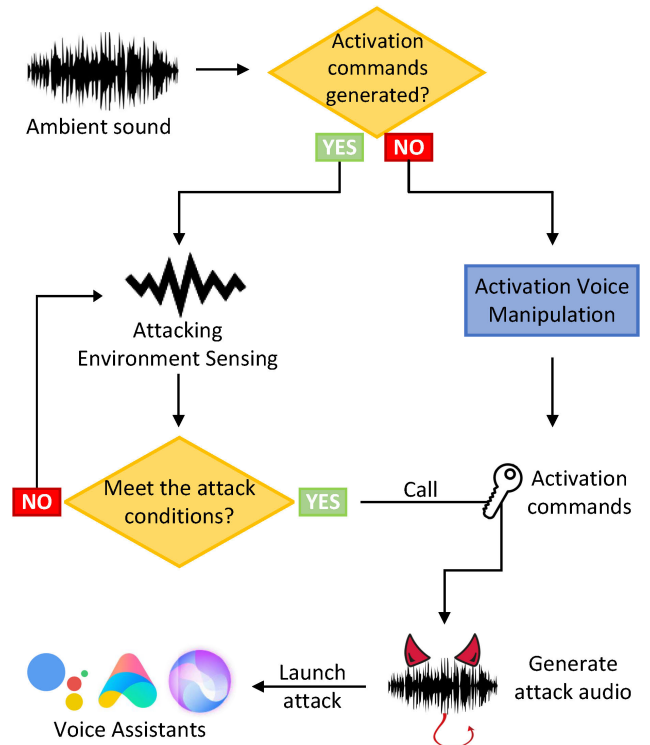 Activation
commands
generated?
Ambient sound
YES
NO
Attacking
Environment Sensing
Activation Voice
Manipulation
NO
Meet the attack
conditions?
YES
Call
Activation
commands
Voice Assistants
Launch
attack
Generate
attack audio